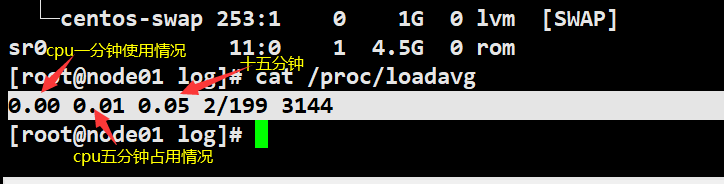 └─centos-swap 253:1    0    1G  0 lvm  [SWAP]
sr0              11:0    1  4.5G  0 rom
cpu一分钟使用情况
十五分钟
[root@node01 log]# cat /proc/loadavg
0.00 0.01 0.05 2/199 3144
[root@node01 log]#
cpu五分钟占用情况